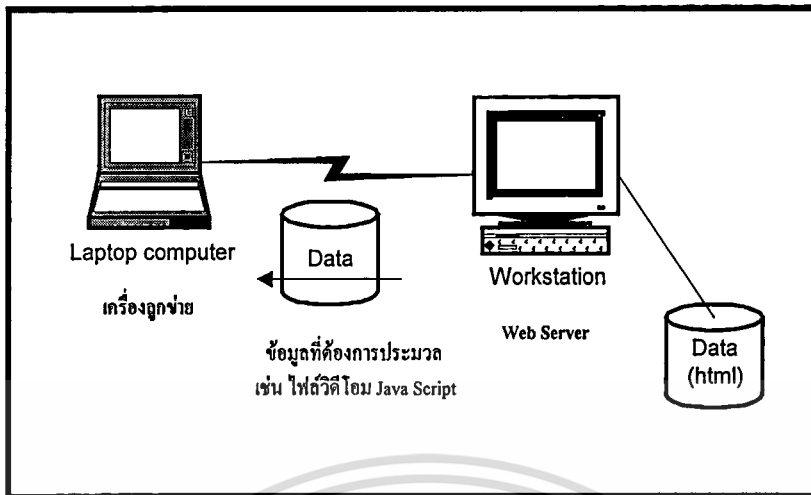 Laptop computer
เครื่องลูกข่าย
Data
ข้อมูลที่ต้องการประมวล
เช่น ไฟล์วิดีโอม Java Script
Workstation
Web Server
Data
(html)